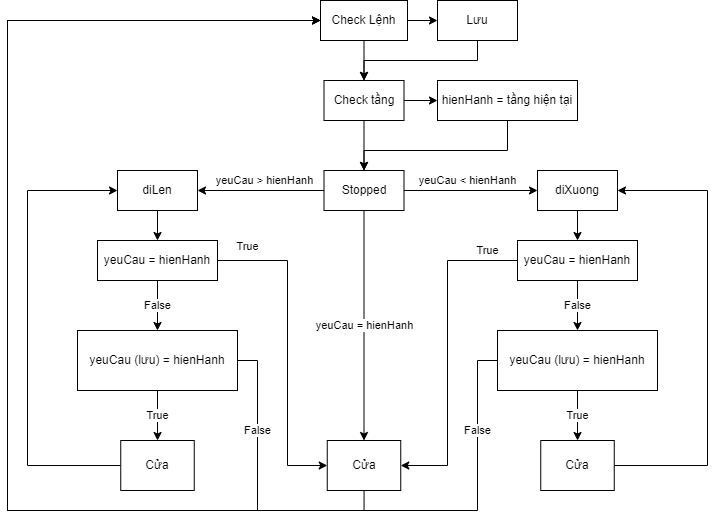 Check Lệnh
Lưu
Check tầng
hienHanh = tầng hiện tại
diLen
yeuCau > hienHanh
Stopped
yeuCau < hienHanh
diXuong
yeuCau = hienHanh
True
True
yeuCau = hienHanh
False
False
yeuCau = hienHanh
yeuCau (lưu) = hienHanh
yeuCau (lưu) = hienHanh
True
False
False
True
Cửa
Cửa
Cửa